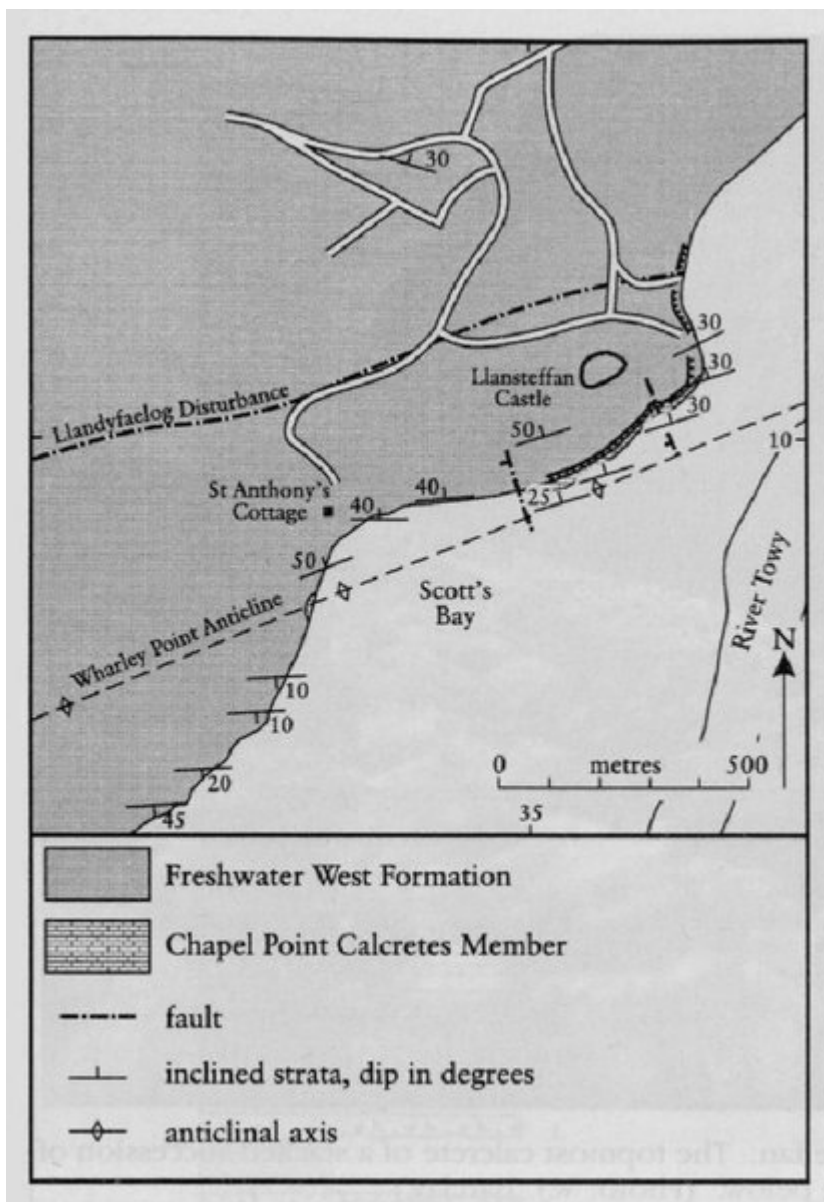 30
30
Llansteffan
Castle
30
Llandyfaelog Disturbance
30
50
10
St Anthony's
Cottage
40
40
25
50
Scott's
Bay
River Towy
N
Wharley Point Anticline
10
10
20
45
0 metres 500
35
Freshwater West Formation
Chapel Point Calcretes Member
fault
inclined strata, dip in degrees
anticlinal axis